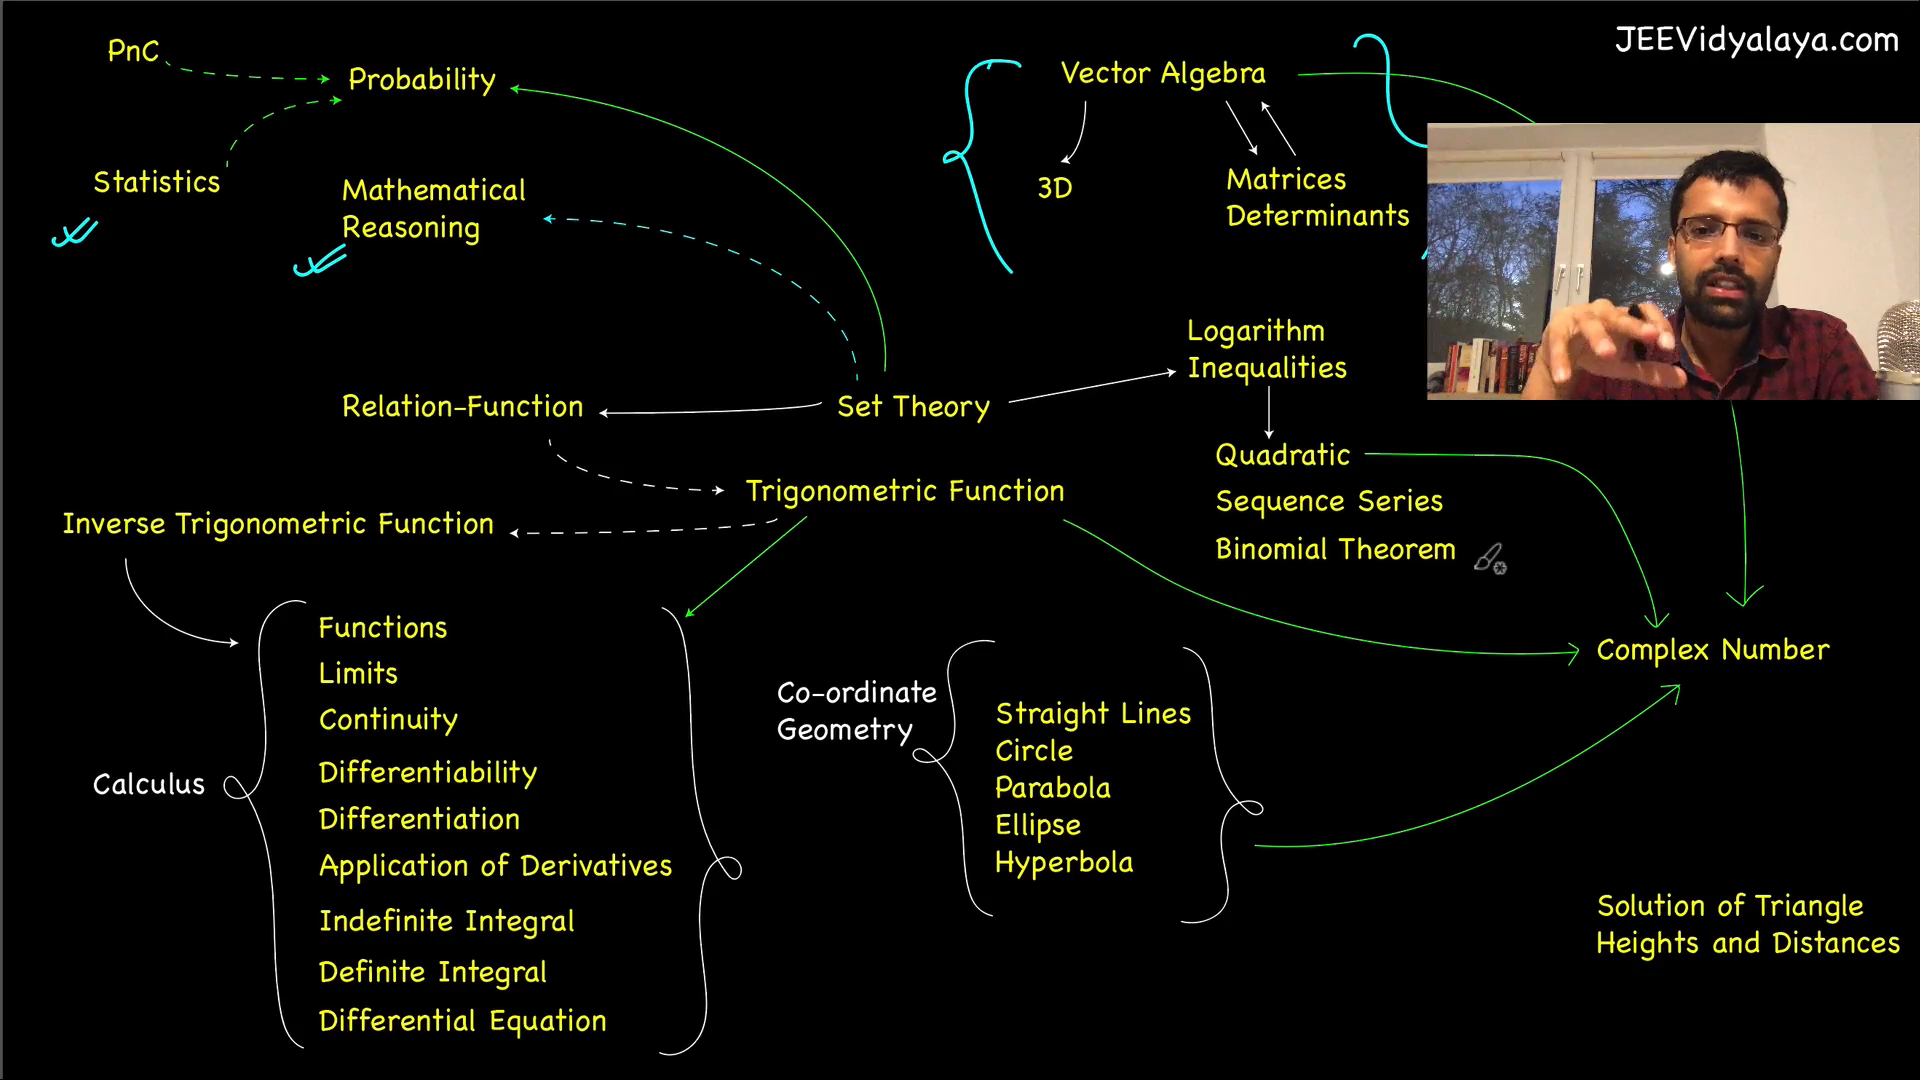 JEEVidyalaya.com
PnC
Probability
Statistics
Mathematical
Reasoning
Vector Algebra
3D
Matrices
Determinants
Logarithm
Inequalities
Relation-Function
Set Theory
Quadratic
Sequence Series
Binomial Theorem
Trigonometric Function
Inverse Trigonometric Function
Calculus
Functions
Limits
Continuity
Differentiability
Differentiation
Application of Derivatives
Indefinite Integral
Definite Integral
Differential Equation
Co-ordinate
Geometry
Straight Lines
Circle
Parabola
Ellipse
Hyperbola
Complex Number
Solution of Triangle
Heights and Distances